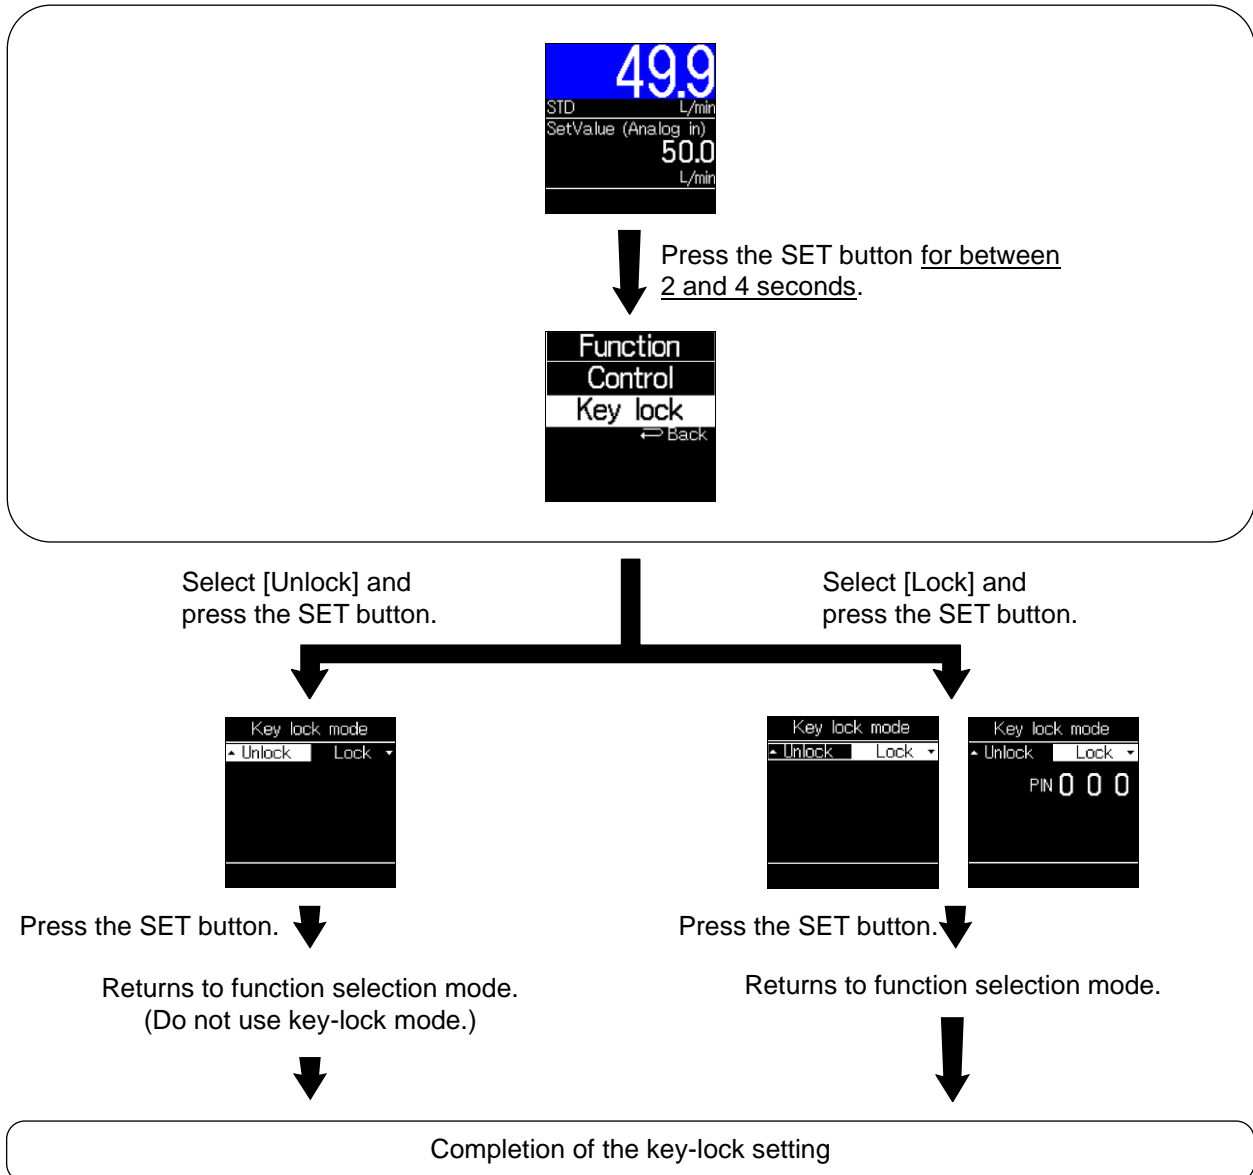 49.9
STD L/min
SetValue (Analog in)
50.0
L/min
Press the SET button for between
2 and 4 seconds.
Function
Control
Key lock
Back
Select [Unlock] and
press the SET button.
Select [Lock] and
press the SET button.
Key lock mode
Unlock Lock
Key lock mode
Unlock Lock
Key lock mode
Unlock Lock
PIN 0 0 0
Press the SET button.
Press the SET button.
Returns to function selection mode.
(Do not use key-lock mode.)
Returns to function selection mode.
Completion of the key-lock setting